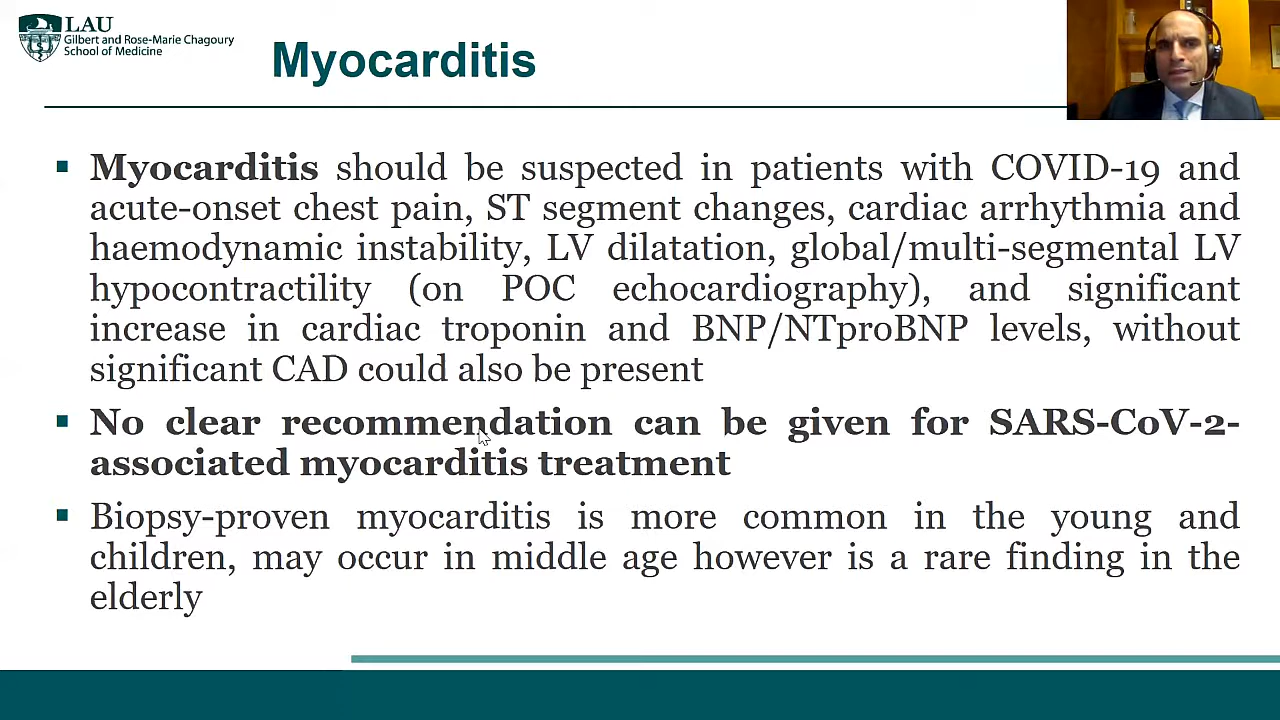 LAU
Gilbert and Rose-Marie Chagoury
School of Medicine
Myocarditis
▪ Myocarditis should be suspected in patients with COVID-19 and
acute-onset chest pain, ST segment changes, cardiac arrhythmia and
haemodynamic instability, LV dilatation, global/multi-segmental LV
hypocontractility (on POC echocardiography), and significant
increase in cardiac troponin and BNP/NTproBNP levels, without
significant CAD could also be present
▪ No clear recommendation can be given for SARS-CoV-2-
associated myocarditis treatment
▪ Biopsy-proven myocarditis is more common in the young and
children, may occur in middle age however is a rare finding in the
elderly